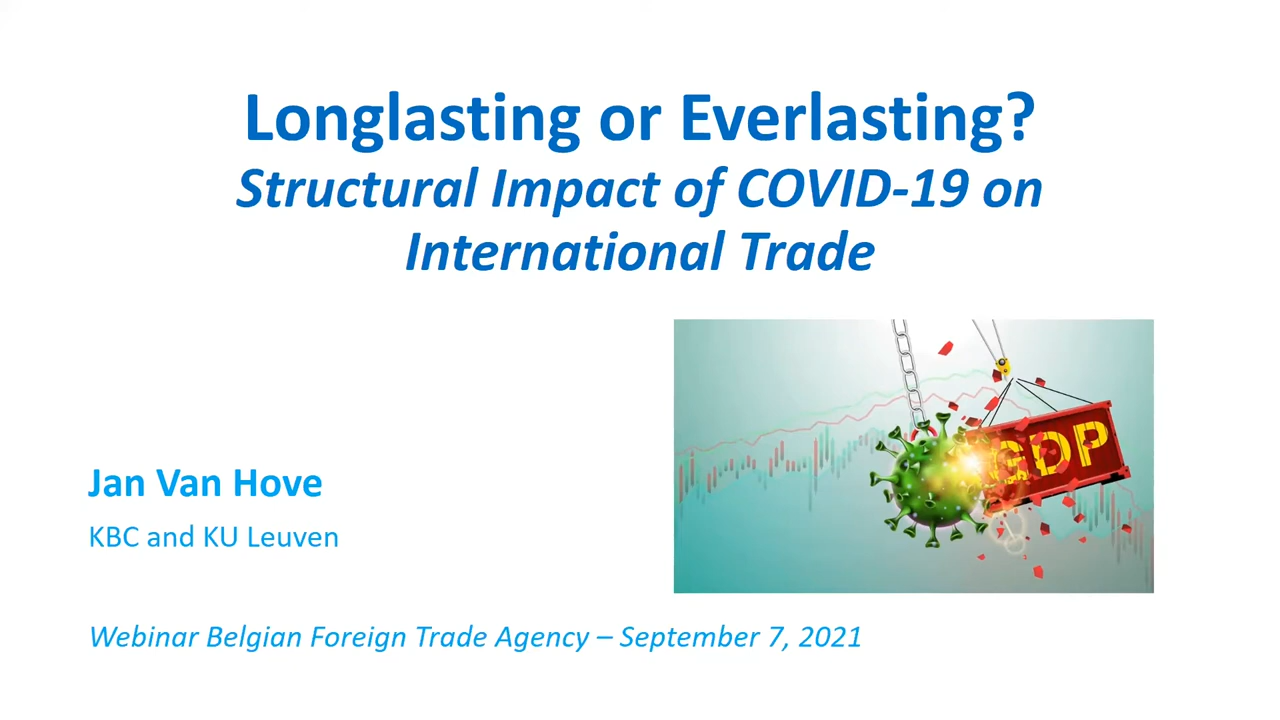 Longlasting or Everlasting?
Structural Impact of COVID-19 on
International Trade
GDP
Jan Van Hove
KBC and KU Leuven
Webinar Belgian Foreign Trade Agency – September 7, 2021